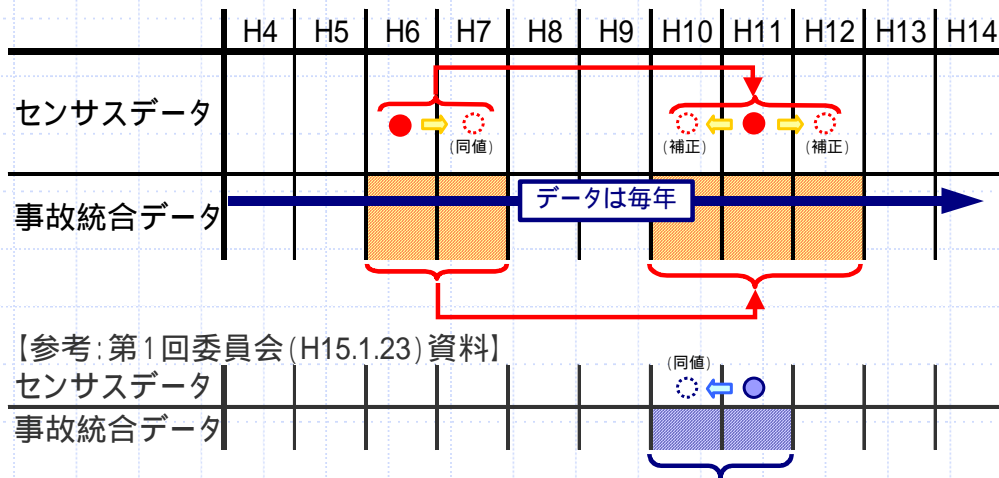 H4 H5 H6 H7 H8 H9 H10 H11 H12 H13 H14
センサスデータ
(同値) (補正) (補正)
データは毎年
事故統合データ
【参考:第1回委員会(H15.1.23)資料】
(同値)
センサスデータ
事故統合データ